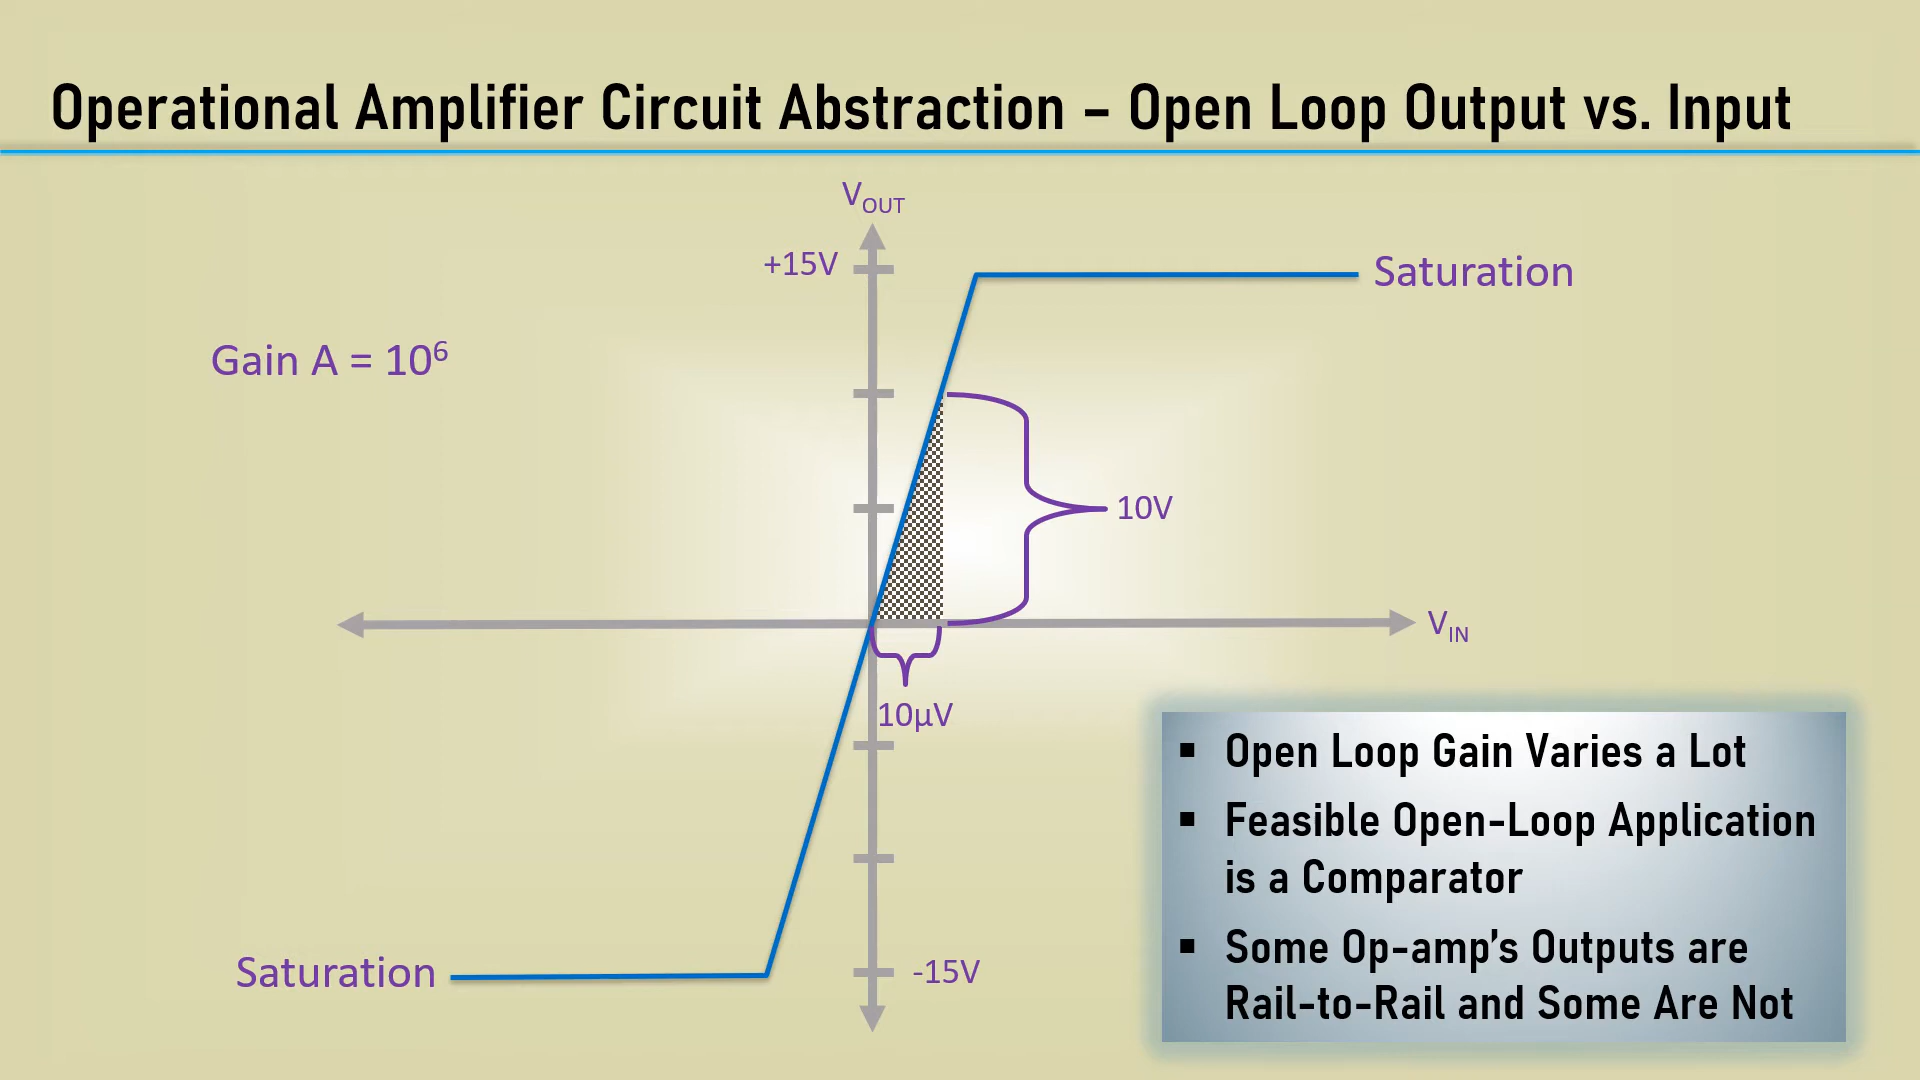 Operational Amplifier Circuit Abstraction – Open Loop Output vs. Input
V_OUT
+15V
Saturation
Gain A = 10⁶
10V
V_IN
10µV
▪ Open Loop Gain Varies a Lot
▪ Feasible Open-Loop Application
is a Comparator
▪ Some Op-amp’s Outputs are
Rail-to-Rail and Some Are Not
Saturation
-15V